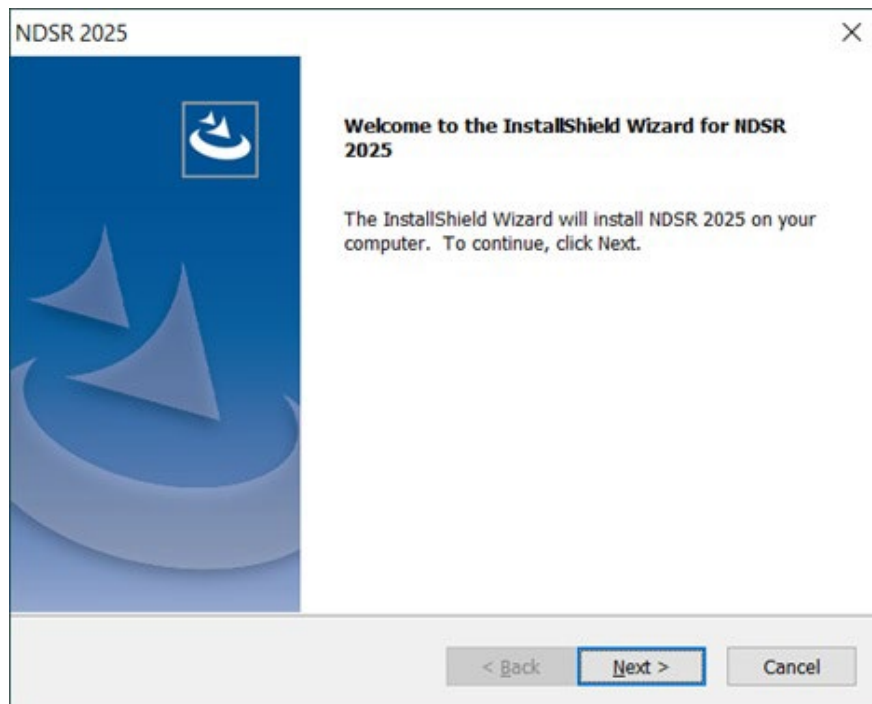 NDSR 2025
Welcome to the InstallShield Wizard for NDSR
2025
The InstallShield Wizard will install NDSR 2025 on your
computer.  To continue, click Next.
< Back
Next >
Cancel